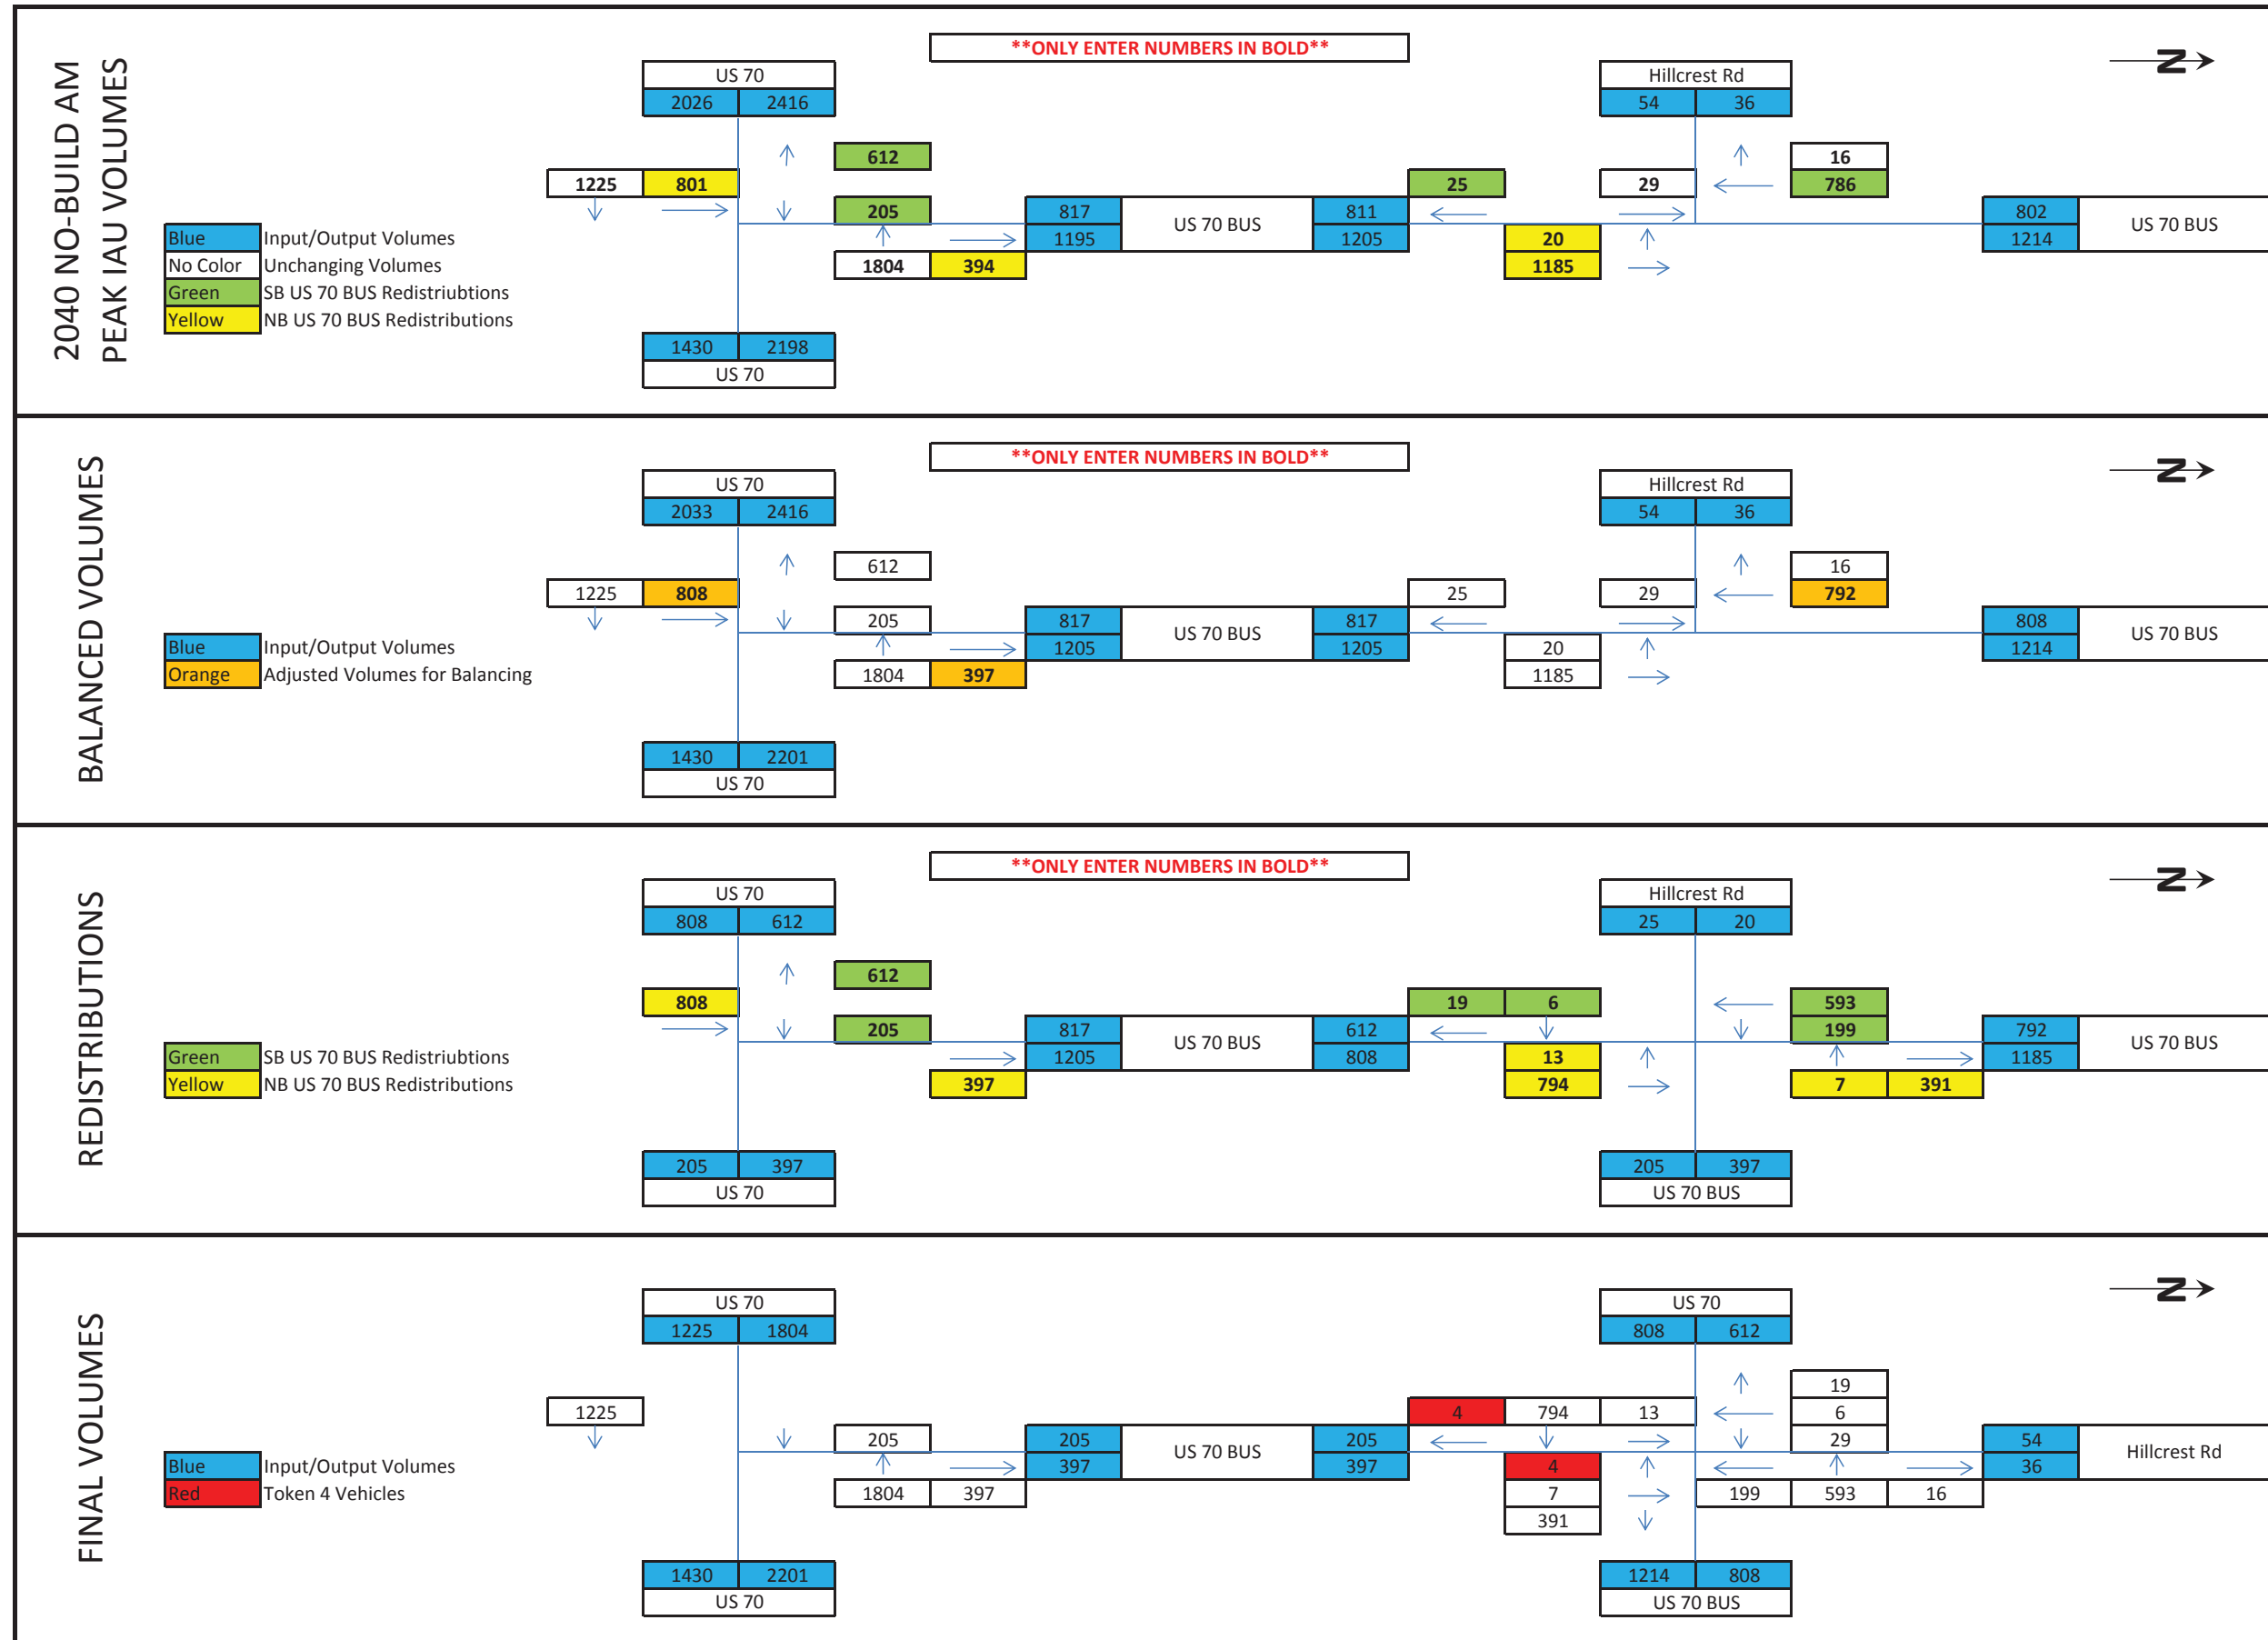 2040 NO-BUILD AM
PEAK IAU VOLUMES
**ONLY ENTER NUMBERS IN BOLD**
N
US 70
Hillcrest Rd
2026 2416
54 36
612
16
1225 801
25
29
786
205
817
US 70 BUS
811
802
US 70 BUS
Blue Input/Output Volumes
1195
1205
20
1214
No Color Unchanging Volumes
1804 394
1185
Green SB US 70 BUS Redistriubtions
Yellow NB US 70 BUS Redistributions
1430 2198
US 70
BALANCED VOLUMES
**ONLY ENTER NUMBERS IN BOLD**
N
US 70
Hillcrest Rd
2033 2416
54 36
612
16
1225 808
25
29
792
205
817
US 70 BUS
817
808
US 70 BUS
Blue Input/Output Volumes
1205
1205
20
1214
Orange Adjusted Volumes for Balancing
1804 397
1185
1430 2201
US 70
REDISTRIBUTIONS
**ONLY ENTER NUMBERS IN BOLD**
N
US 70
Hillcrest Rd
808 612
25 20
612
808
19 6
593
205
817
US 70 BUS
612
199
792
US 70 BUS
Green SB US 70 BUS Redistriubtions
1205
808
13
1185
Yellow NB US 70 BUS Redistributions
397
794
7 391
205 397
205 397
US 70
US 70 BUS
FINAL VOLUMES
N
US 70
US 70
1225 1804
808 612
19
1225
4 794 13
6
205
205
US 70 BUS
205
29
54
Hillcrest Rd
Blue Input/Output Volumes
397
397
4
36
Red Token 4 Vehicles
1804 397
7
199 593 16
391
1430 2201
1214 808
US 70
US 70 BUS